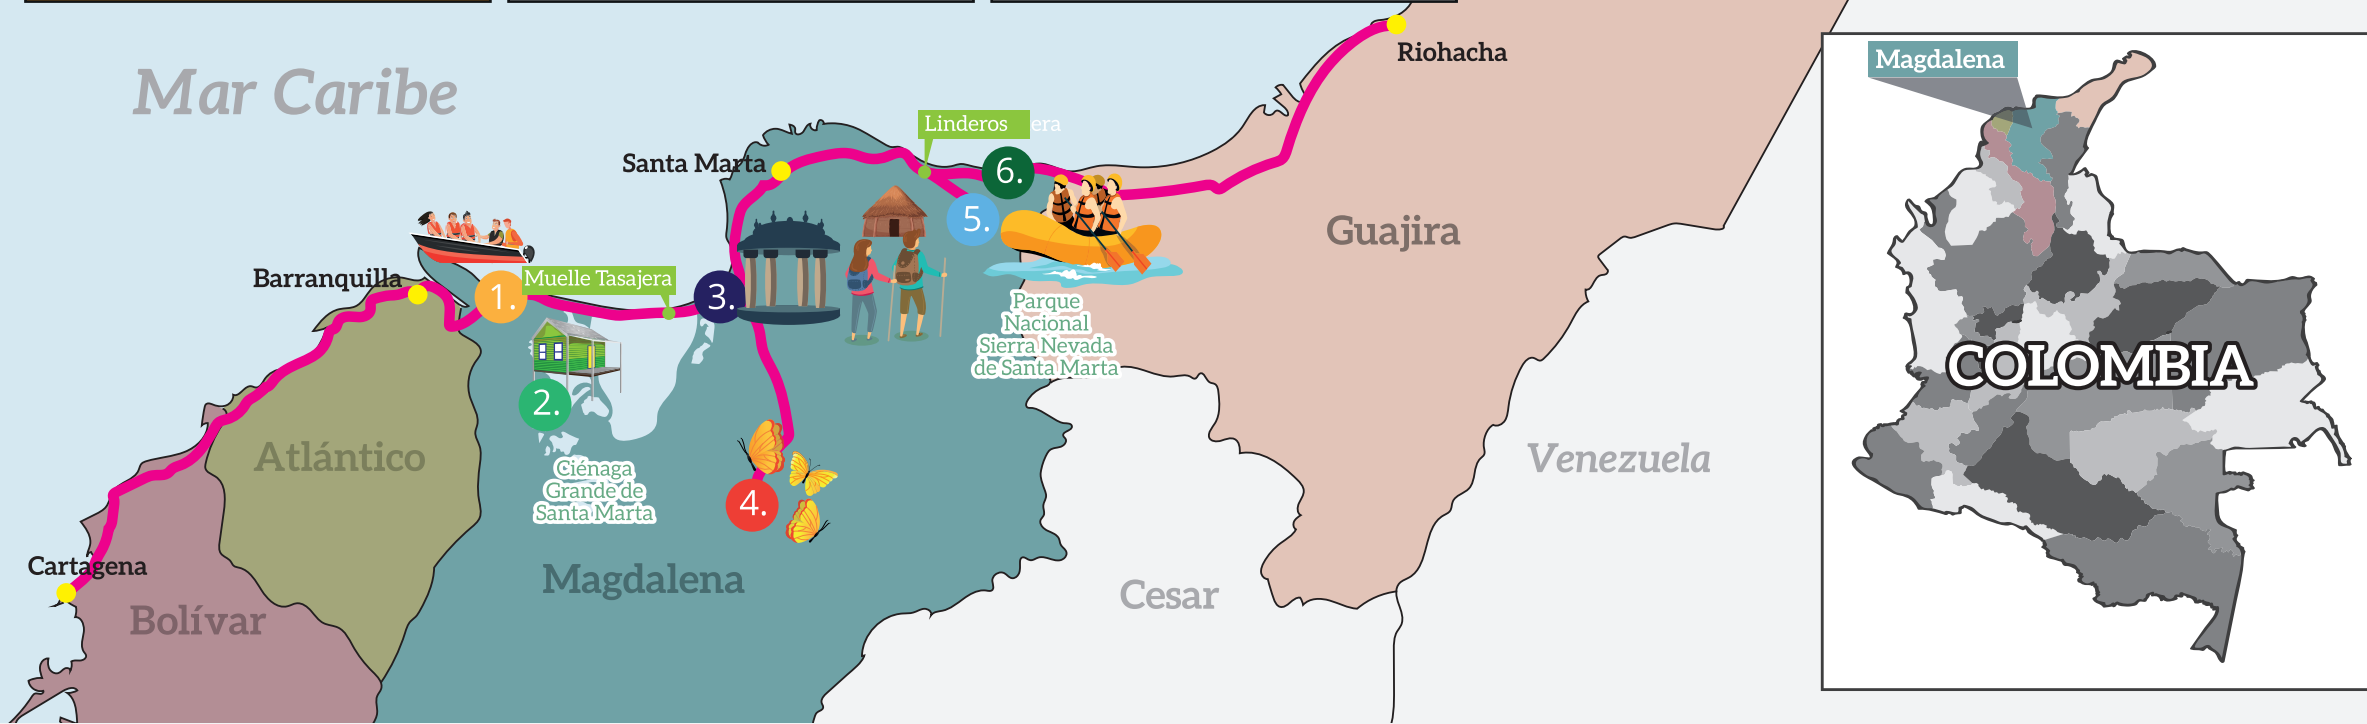 Mar Caribe
Riohacha
Magdalena
Linderos
era
Santa Marta
6.
5.
Guajira
Barranquilla
1.
Muelle Tasajera
3.
Parque
Nacional
Sierra Nevada
de Santa Marta
COLOMBIA
2.
Atlántico
Venezuela
Ciénaga
Grande de
Santa Marta
4.
Cartagena
Magdalena
Cesar
Bolívar